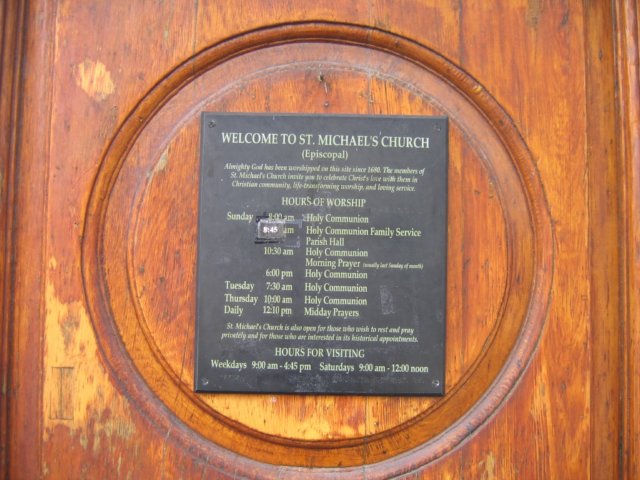 WELCOME TO ST. MICHAEL'S CHURCH
(Episcopal)
Almighty God has been worshipped on this site since 1680. The members of
St. Michael's Church invite you to celebrate Christ's love with them in
Christian community, life-transforming worship, and loving service.
HOURS OF WORSHIP
Sunday 8:00 am Holy Communion
8:45 am Holy Communion Family Service
Parish Hall
10:30 am Holy Communion
Morning Prayer (usually last Sunday of month)
6:00 pm Holy Communion
Tuesday 7:30 am Holy Communion
Thursday 10:00 am Holy Communion
Daily 12:10 pm Midday Prayers
St. Michael's Church is also open for those who wish to rest and pray
privately and for those who are interested in its historical appointments.
HOURS FOR VISITING
Weekdays 9:00 am - 4:45 pm Saturdays 9:00 am - 12:00 noon